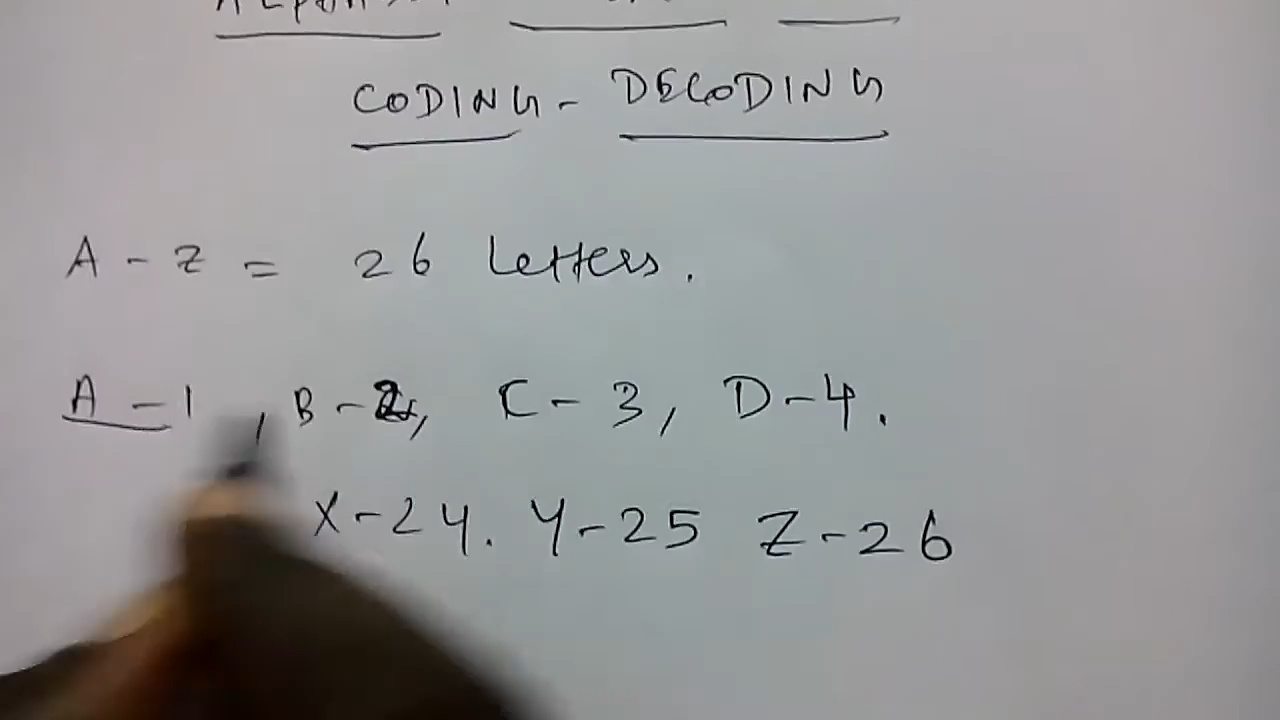 CODING - DECODING
A - Z = 26 Letters.
A - 1, B - 2, C - 3, D - 4.
X - 24. Y - 25 Z - 26